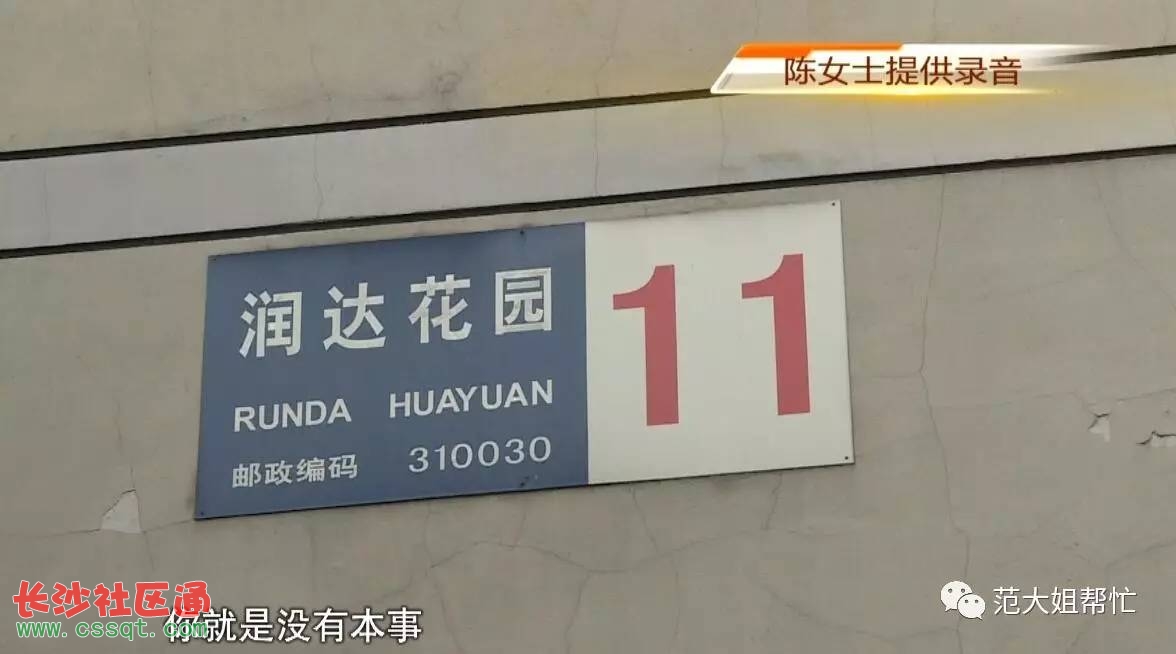 陈女士提供录音
润达花园
11
RUNDA HUAYUAN
邮政编码 310030
长沙社区通
www.cssqt.com
你就是没有本事
范大姐帮忙